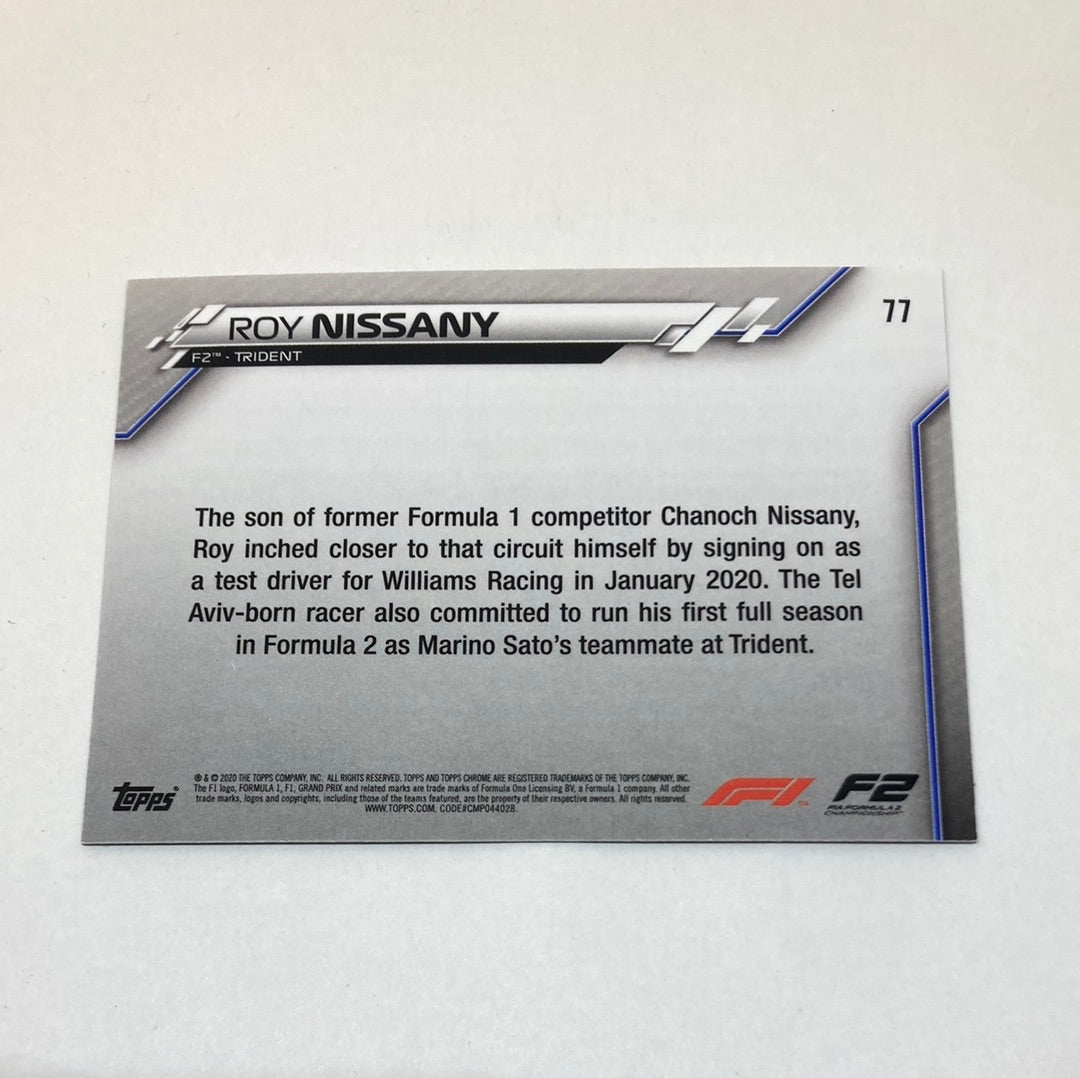 77
ROY NISSANY
F2™ - TRIDENT
The son of former Formula 1 competitor Chanoch Nissany,
Roy inched closer to that circuit himself by signing on as
a test driver for Williams Racing in January 2020. The Tel
Aviv-born racer also committed to run his first full season
in Formula 2 as Marino Sato's teammate at Trident.
® & © 2020 THE TOPPS COMPANY, INC. ALL RIGHTS RESERVED. TOPPS AND TOPPS CHROME ARE REGISTERED TRADEMARKS OF THE TOPPS COMPANY, INC.
The F1 logo, FORMULA 1, F1, GRAND PRIX and related marks are trade marks of Formula One Licensing BV, a Formula 1 company. All other
trade marks, logos and copyrights, including those of the teams featured, are the property of their respective owners. All rights reserved.
WWW.TOPPS.COM. CODE#CMP044028.
Topps®
F1™
F2
FIA FORMULA 2
CHAMPIONSHIP™